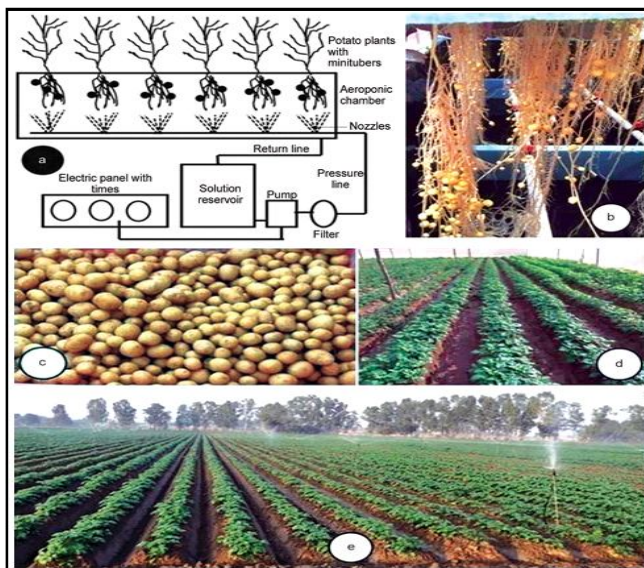 Potato plants
with
minitubers
Aeroponic
chamber
Nozzles
a
Return line
Electric panel with
times
Solution
reservoir
Pump
Pressure
line
Filter
b
c
d
e